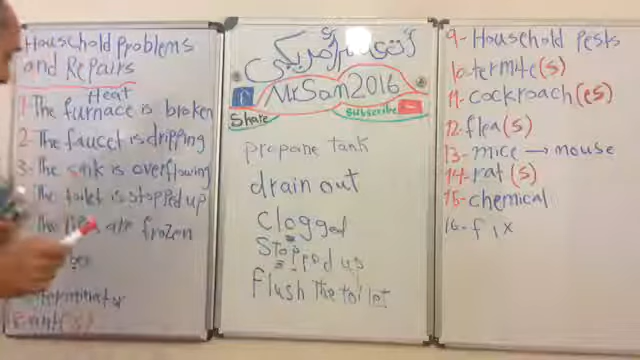 Household Problems
and Repairs
Heat
1- The furnace is broken
2- The faucet is dripping
3- The sink is overflowing
The toilet is stopped up
The are frozen
terminator
MrSam2016
Share
subscribe
propane tank
drain out
Clogged
Stopped up
Flush the toilet
9- Household Pests
10- termite(s)
11- cockroach(es)
12- flea(s)
13- mice → mouse
14- rat(s)
15- chemical
16- fix